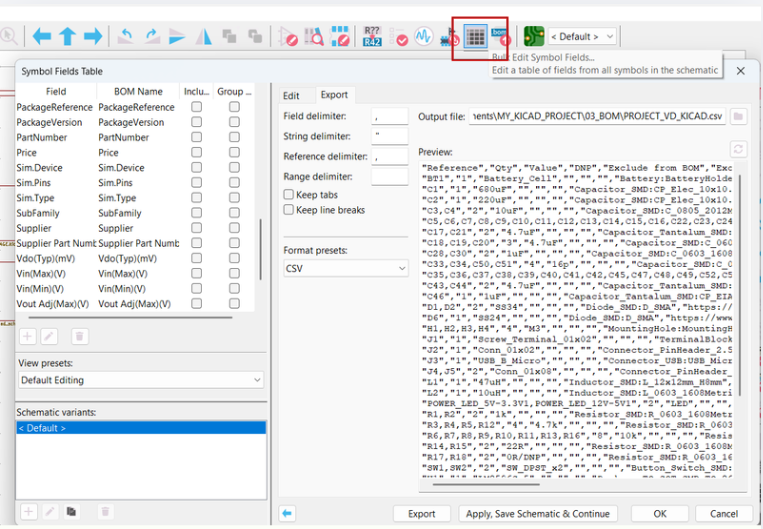 R??
R42
bom
< Default >
Bulk Edit Symbol Fields...
Edit a table of fields from all symbols in the schematic
Symbol Fields Table
Field BOM Name Inclu... Group ...
PackageReference PackageReference
PackageVersion PackageVersion
PartNumber PartNumber
Price Price
Sim.Device Sim.Device
Sim.Pins Sim.Pins
Sim.Type Sim.Type
SubFamily SubFamily
Supplier Supplier
Supplier Part Numb Supplier Part Numb
Vdo(Typ)(mV) Vdo(Typ)(mV)
Vin(Max)(V) Vin(Max)(V)
Vin(Min)(V) Vin(Min)(V)
Vout Adj(Max)(V) Vout Adj(Max)(V)
View presets:
Default Editing
Schematic variants:
< Default >
Edit Export
Field delimiter: ,
String delimiter: "
Reference delimiter: ,
Range delimiter:
Keep tabs
Keep line breaks
Format presets:
CSV
Output file: nents\MY_KICAD_PROJECT\03_BOM\PROJECT_VD_KICAD.csv
Preview:
"Reference","Qty","Value","DNP","Exclude from BOM","Exc
"BT1","1","Battery_Cell","","","","Battery:BatteryHolde
"C1","1","680uF","","","","Capacitor_SMD:CP_Elec_10x10.
"C2","1","220uF","","","","Capacitor_SMD:CP_Elec_10x10.
"C3,C4","2","10uF","","","","Capacitor_SMD:C_0805_2012M
"C5,C6,C7,C8,C9,C10,C11,C12,C13,C14,C15,C16,C22,C23,C24
"C17,C21","2","4.7uF","","","","Capacitor_Tantalum_SMD:
"C18,C19,C20","3","4.7uF","","","","Capacitor_SMD:C_060
"C28,C30","2","1uF","","","","Capacitor_SMD:C_0603_1608
"C33,C34,C50,C51","4","16p","","","","Capacitor_SMD:C_0
"C35,C36,C37,C38,C39,C40,C41,C42,C45,C47,C48,C49,C52,C5
"C43,C44","2","4.7uF","","","","Capacitor_Tantalum_SMD:
"C46","1","1uF","","","","Capacitor_Tantalum_SMD:CP_EIA
"D1,D2","2","SS34","","","","Diode_SMD:D_SMA","https://
"D6","1","SS24","","","","Diode_SMD:D_SMA","https://www
"H1,H2,H3,H4","4","M3","","","","MountingHole:MountingH
"J1","1","Screw_Terminal_01x02","","","","TerminalBlock
"J2","1","Conn_01x02","","","","Connector_PinHeader_2.5
"J3","1","USB_B_Micro","","","","Connector_USB:USB_Micr
"J4,J5","2","Conn_01x08","","","","Connector_PinHeader_
"L1","1","47uH","","","","Inductor_SMD:L_12x12mm_H8mm",
"L2","1","10uH","","","","Inductor_SMD:L_0603_1608Metri
"POWER_LED_5V-3.3V1,POWER_LED_12V-5V1","2","LED","","",
"R1,R2","2","1k","","","","Resistor_SMD:R_0603_1608Metr
"R3,R4,R5,R12","4","4.7k","","","","Resistor_SMD:R_0603
"R6,R7,R8,R9,R10,R11,R13,R16","8","10k","","","","Resis
"R14,R15","2","22R","","","","Resistor_SMD:R_0603_1608M
"R17,R18","2","0R/DNP","","","","Resistor_SMD:R_0603_16
"SW1,SW2","2","SW_DPST_x2","","","","Button_Switch_SMD:
Export Apply, Save Schematic & Continue OK Cancel